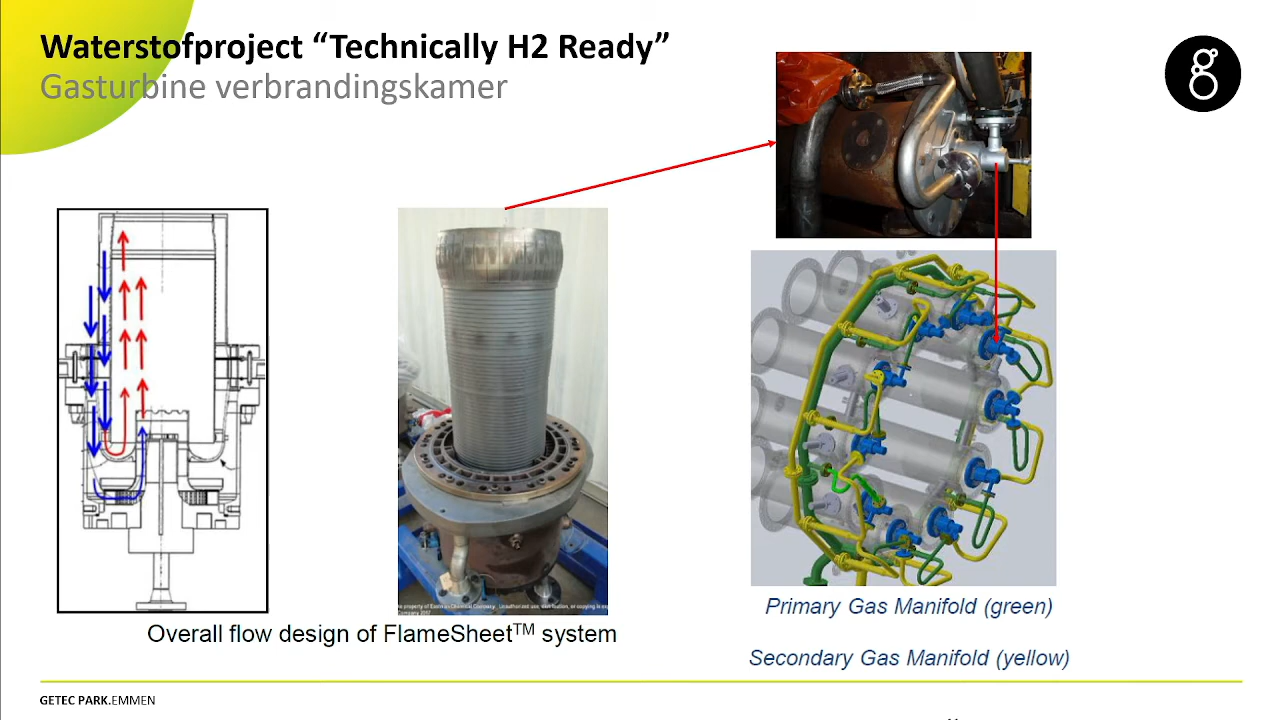 Waterstofproject “Technically H2 Ready”
Gasturbine verbrandingskamer
Overall flow design of FlameSheet™ system
Primary Gas Manifold (green)
Secondary Gas Manifold (yellow)
GETEC PARK.EMMEN